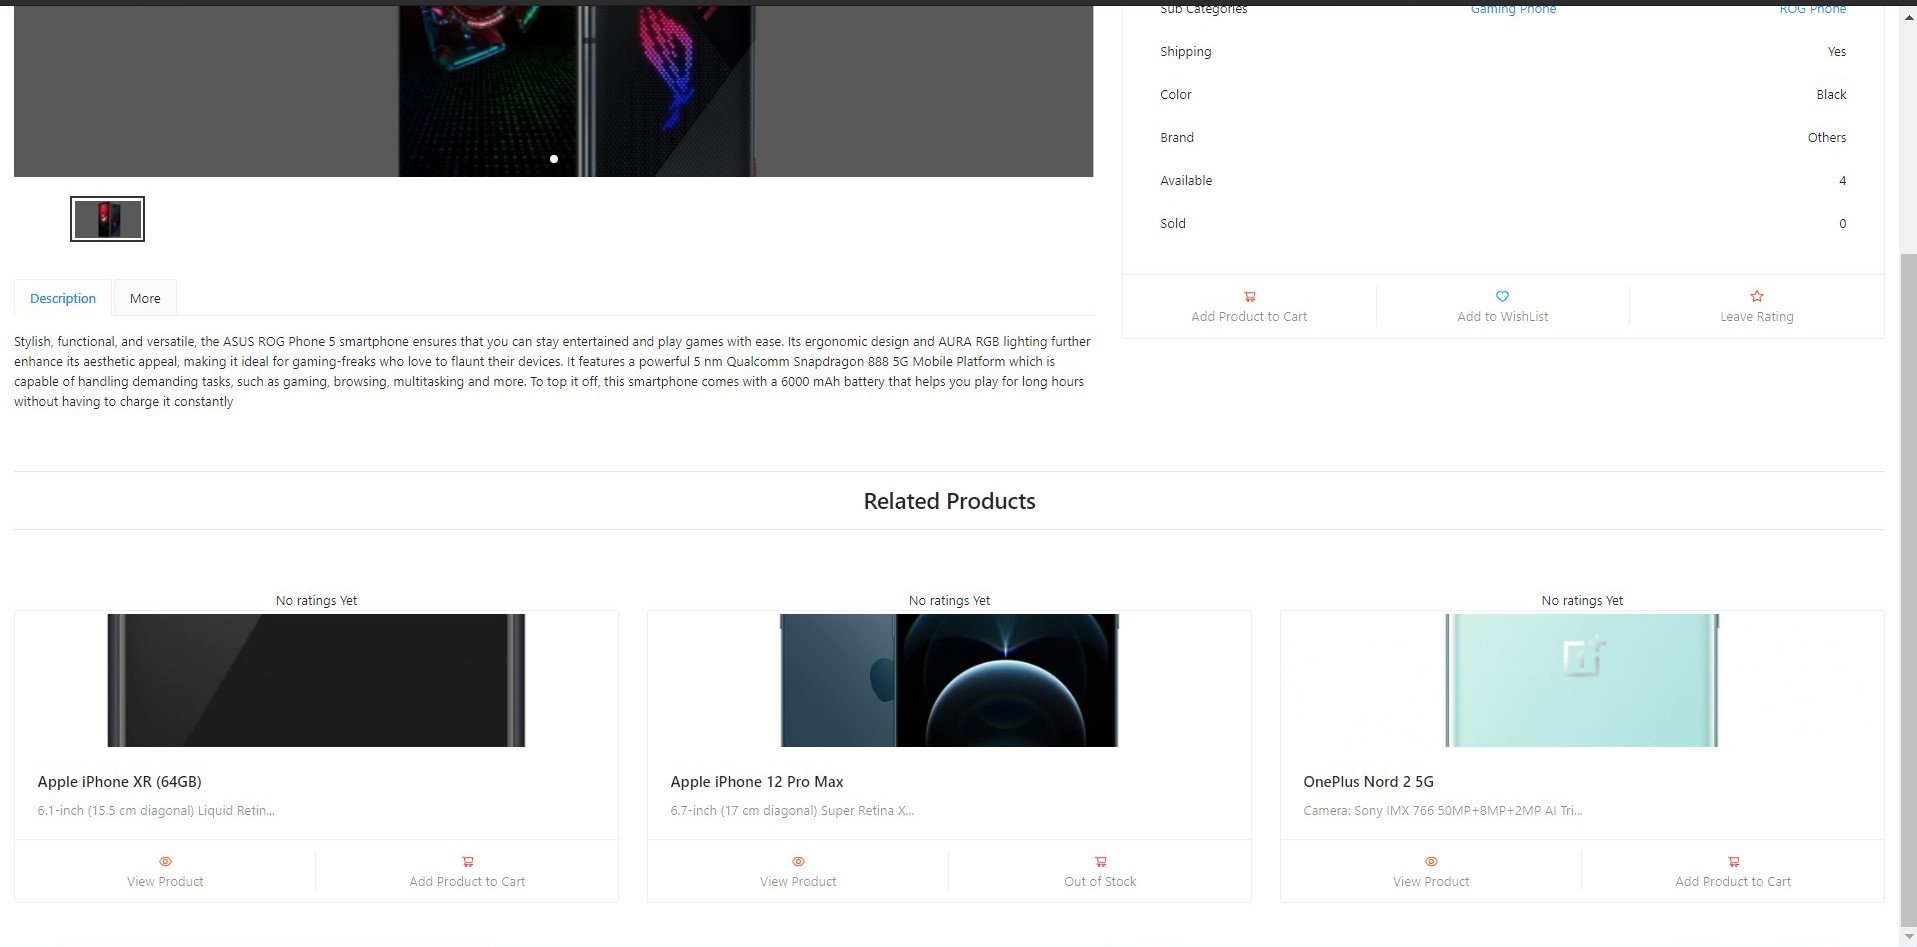 Sub Categories Gaming Phone ROG Phone
Shipping Yes
Color Black
Brand Others
Available 4
Sold 0
Add Product to Cart Add to WishList Leave Rating
Description More
Stylish, functional, and versatile, the ASUS ROG Phone 5 smartphone ensures that you can stay entertained and play games with ease. Its ergonomic design and AURA RGB lighting further
enhance its aesthetic appeal, making it ideal for gaming-freaks who love to flaunt their devices. It features a powerful 5 nm Qualcomm Snapdragon 888 5G Mobile Platform which is
capable of handling demanding tasks, such as gaming, browsing, multitasking and more. To top it off, this smartphone comes with a 6000 mAh battery that helps you play for long hours
without having to charge it constantly
Related Products
No ratings Yet No ratings Yet No ratings Yet
Apple iPhone XR (64GB) Apple iPhone 12 Pro Max OnePlus Nord 2 5G
6.1-inch (15.5 cm diagonal) Liquid Retin... 6.7-inch (17 cm diagonal) Super Retina X... Camera: Sony IMX 766 50MP+8MP+2MP AI Tri...
View Product Add Product to Cart View Product Out of Stock View Product Add Product to Cart